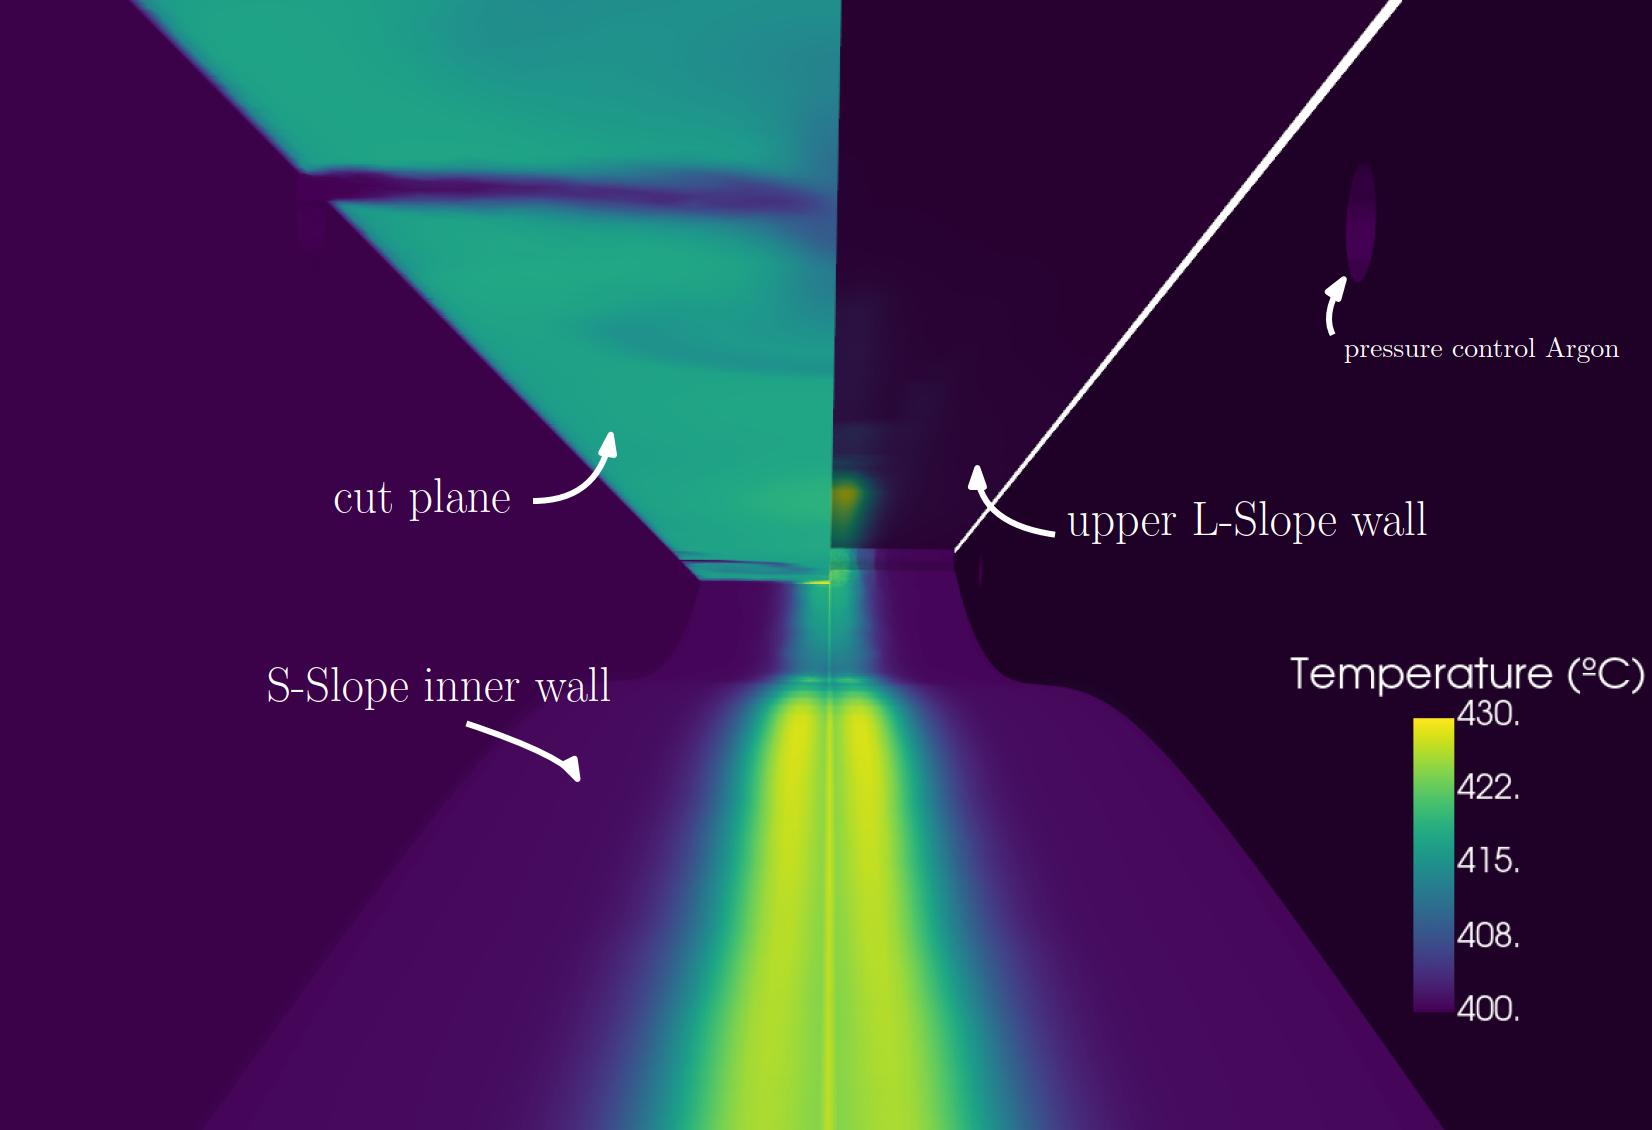 pressure control Argon
cut plane
upper L-Slope wall
S-Slope inner wall
Temperature (ºC)
430.
422.
415.
408.
400.